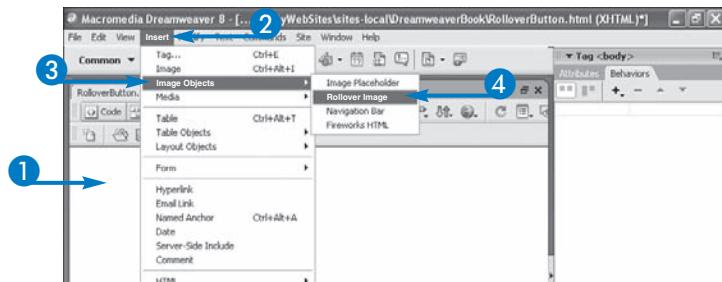 Macromedia Dreamweaver 8 - [... yWebSites\sites-local\DreamweaverBook\RolloverButton.html (XHTML)*]
2
File Edit View Insert Modify Text Commands Site Window Help
Common
Tag... Ctrl+E
Tag <body>
3
Image Ctrl+Alt+I
Attributes Behaviors
Image Objects
Image Placeholder
4
RolloverButton.
Media
Rollover Image
Code
Table Ctrl+Alt+T
Navigation Bar
Table Objects
Fireworks HTML
Layout Objects
1
Form
Hyperlink
Email Link
Named Anchor Ctrl+Alt+A
Date
Server-Side Include
Comment
HTML